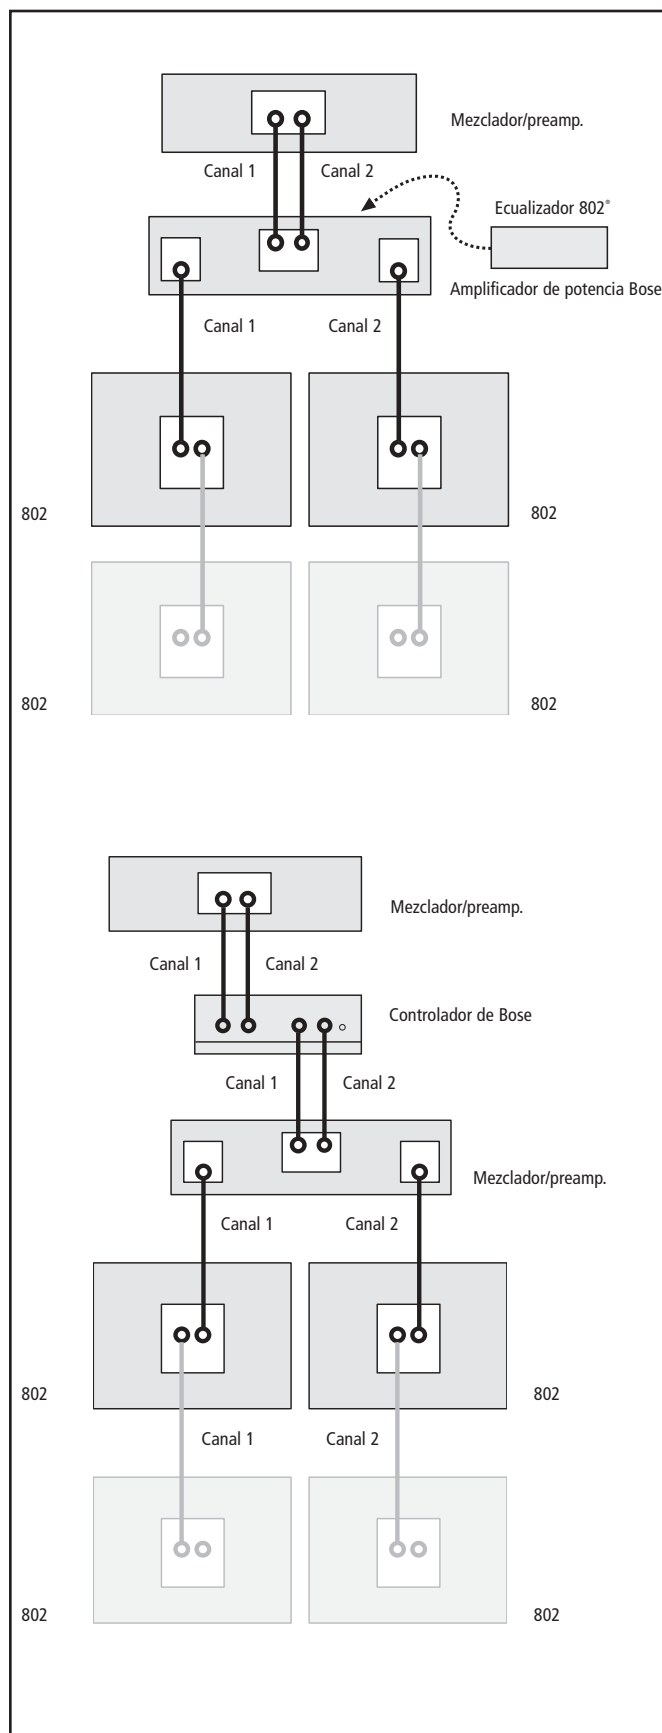 Mezclador/preamp.
Canal 1
Canal 2
Ecualizador 802®
Amplificador de potencia Bose
Canal 1
Canal 2
802
802
802
802
Mezclador/preamp.
Canal 1
Canal 2
Controlador de Bose
Canal 1
Canal 2
Mezclador/preamp.
Canal 1
Canal 2
802
802
Canal 1
Canal 2
802
802